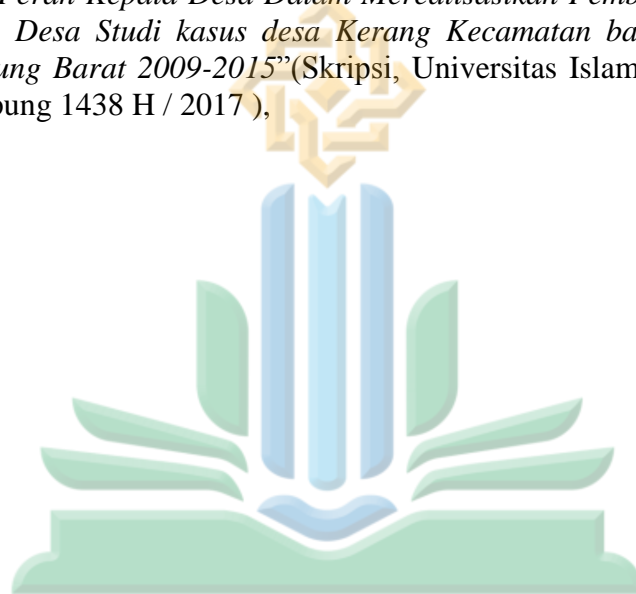 Peran Kepala Desa Dalam Merealisasikan Pemb
Desa Studi kasus desa Kerang Kecamatan ba
ung Barat 2009-2015”(Skripsi, Universitas Islam
pung 1438 H / 2017 ),